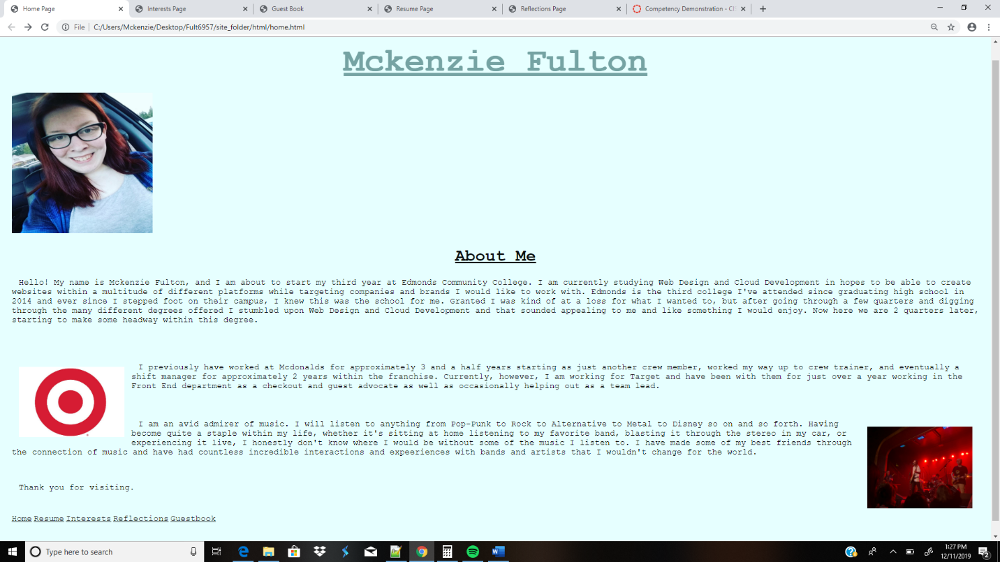 Home Page
Interests Page
Guest Book
Resume Page
Reflections Page
Competency Demonstration - CI
File
C:/Users/Mckenzie/Desktop/Fult6957/site_folder/html/home.html
Mckenzie Fulton
About Me
Hello! My name is Mckenzie Fulton, and I am about to start my third year at Edmonds Community College. I am currently studying Web Design and Cloud Development in hopes to be able to create
websites within a multitude of different platforms while targeting companies and brands I would like to work with. Edmonds is the third college I've attended since graduating high school in
2014 and ever since I stepped foot on their campus, I knew this was the school for me. Granted I was kind of at a loss for what I wanted to, but after going through a few quarters and digging
through the many different degrees offered I stumbled upon Web Design and Cloud Development and that sounded appealing to me and like something I would enjoy. Now here we are 2 quarters later,
starting to make some headway within this degree.
I previously have worked at Mcdonalds for approximately 3 and a half years starting as just another crew member, worked my way up to crew trainer, and eventually a
shift manager for approximately 2 years within the franchise. Currently, however, I am working for Target and have been with them for just over a year working in the
Front End department as a checkout and guest advocate as well as occasionally helping out as a team lead.
I am an avid admirer of music. I will listen to anything from Pop-Punk to Rock to Alternative to Metal to Disney so on and so forth. Having
become quite a staple within my life, whether it's sitting at home listening to my favorite band, blasting it through the stereo in my car, or
experiencing it live, I honestly don't know where I would be without some of the music I listen to. I have made some of my best friends through
the connection of music and have had countless incredible interactions and expeeriences with bands and artists that I wouldn't change for the world.
Thank you for visiting.
Home Resume Interests Reflections Guestbook
Type here to search
1:27 PM
12/11/2019
2